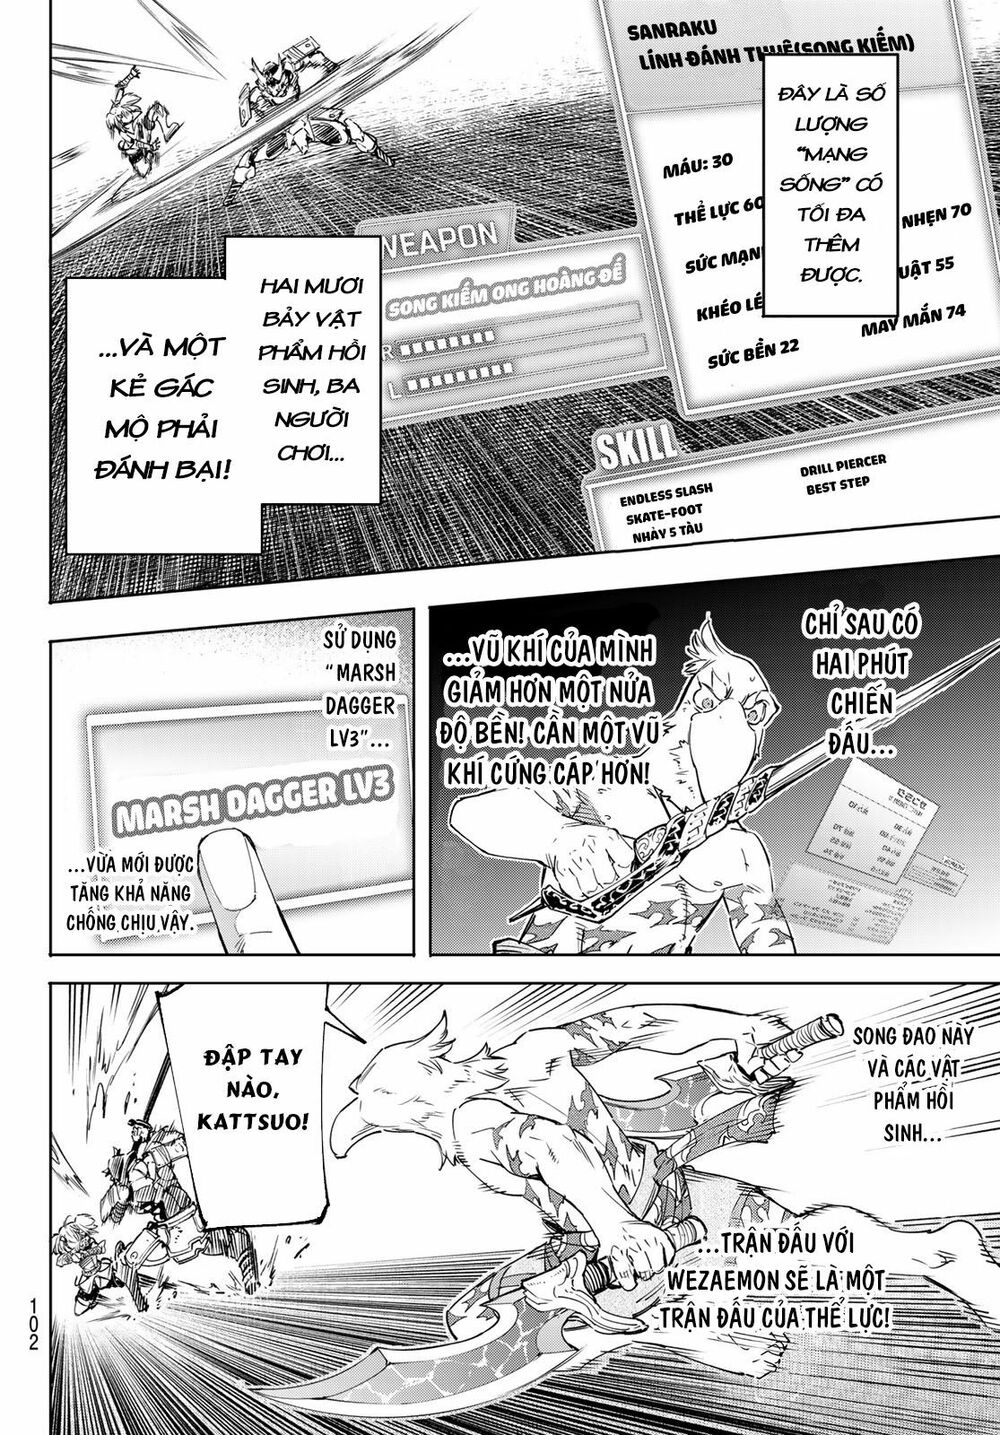 SANRAKU
LÍNH ĐÁNH THUÊ(SONG KIẾM)
ĐÂY LÀ SỐ
LƯỢNG
“MẠNG
SỐNG” CÓ
TỐI ĐA
THÊM
ĐƯỢC.
MÁU: 30
THỂ LỰC 60
NHẸN 70
SỨC MẠN
UẬT 55
KHÉO LÉ
MAY MẮN 74
SỨC BỀN 22
WEAPON
SONG KIẾM ONG HOÀNG ĐẾ
R
L
HAI MƯƠI
BẢY VẬT
PHẨM HỒI
SINH, BA
NGƯỜI
CHƠI...
...VÀ MỘT
KẺ GÁC
MỘ PHẢI
ĐÁNH BẠI!
SKILL
ENDLESS SLASH
SKATE-FOOT
NHẢY 5 TÀU
DRILL PIERCER
BEST STEP
CHỈ SAU CÓ
HAI PHÚT
CHIẾN
ĐẤU...
...VŨ KHÍ CỦA MÌNH
GIẢM HƠN MỘT NỬA
ĐỘ BỀN! CẦN MỘT VŨ
KHÍ CỨNG CÁP HƠN!
SỬ DỤNG
“MARSH
DAGGER
LV3”...
MARSH DAGGER LV3
...VỪA MỚI ĐƯỢC
TĂNG KHẢ NĂNG
CHỐNG CHỊU VẬY.
SONG ĐAO NÀY
VÀ CÁC VẬT
PHẨM HỒI
SINH...
ĐẬP TAY
NÀO,
KATTSUO!
...TRẬN ĐẤU VỚI
WEZAEMON SẼ LÀ MỘT
TRẬN ĐẤU CỦA THỂ LỰC!
102